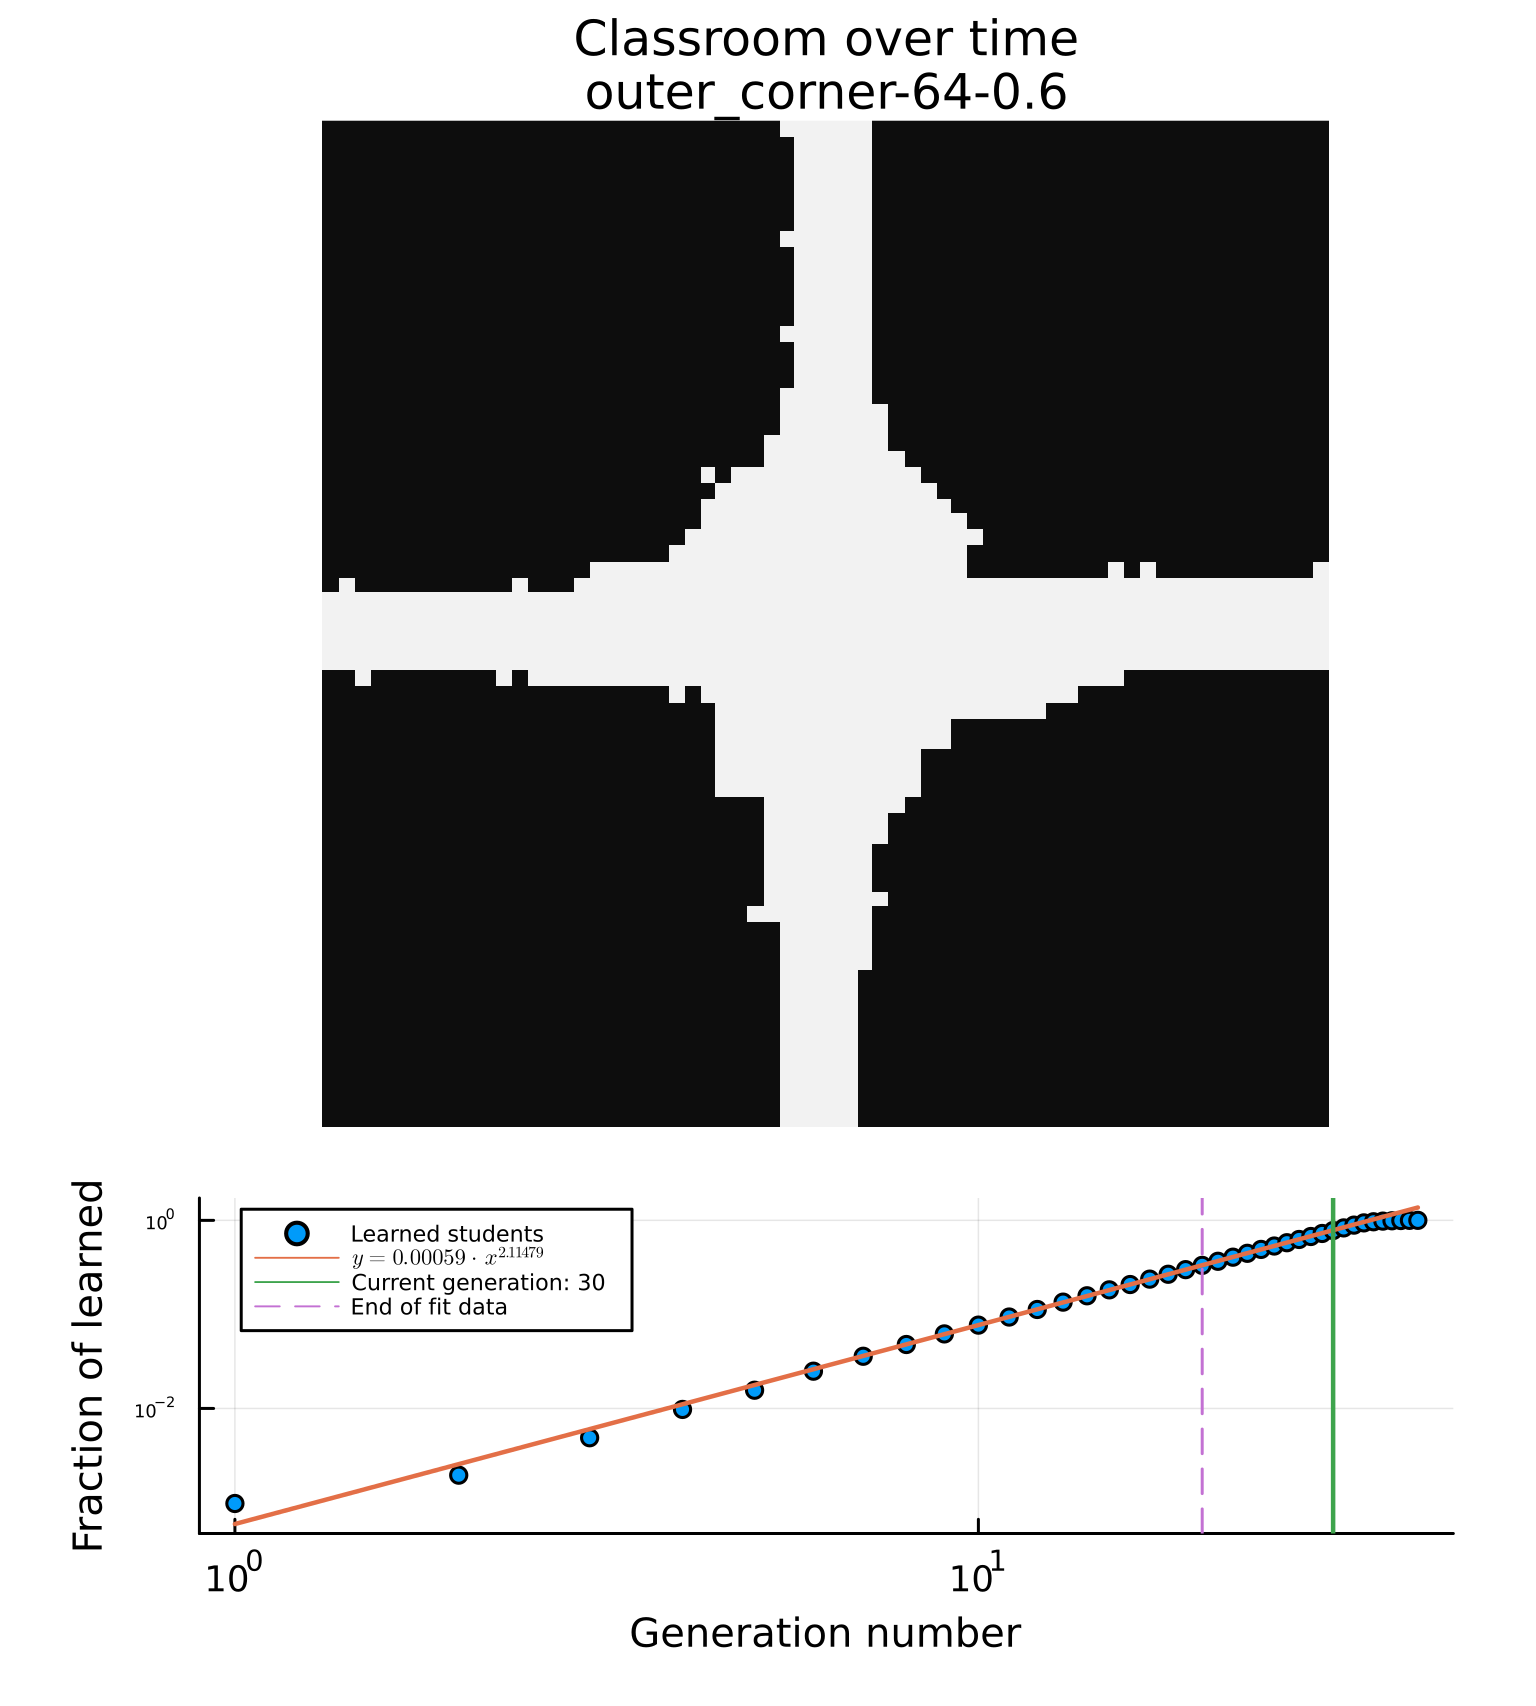 Classroom over time
outer_corner-64-0.6
Fraction of learned
10^0
10^−2
Learned students
y = 0.00059 · x^2.11479
Current generation: 30
End of fit data
10^0
10^1
Generation number